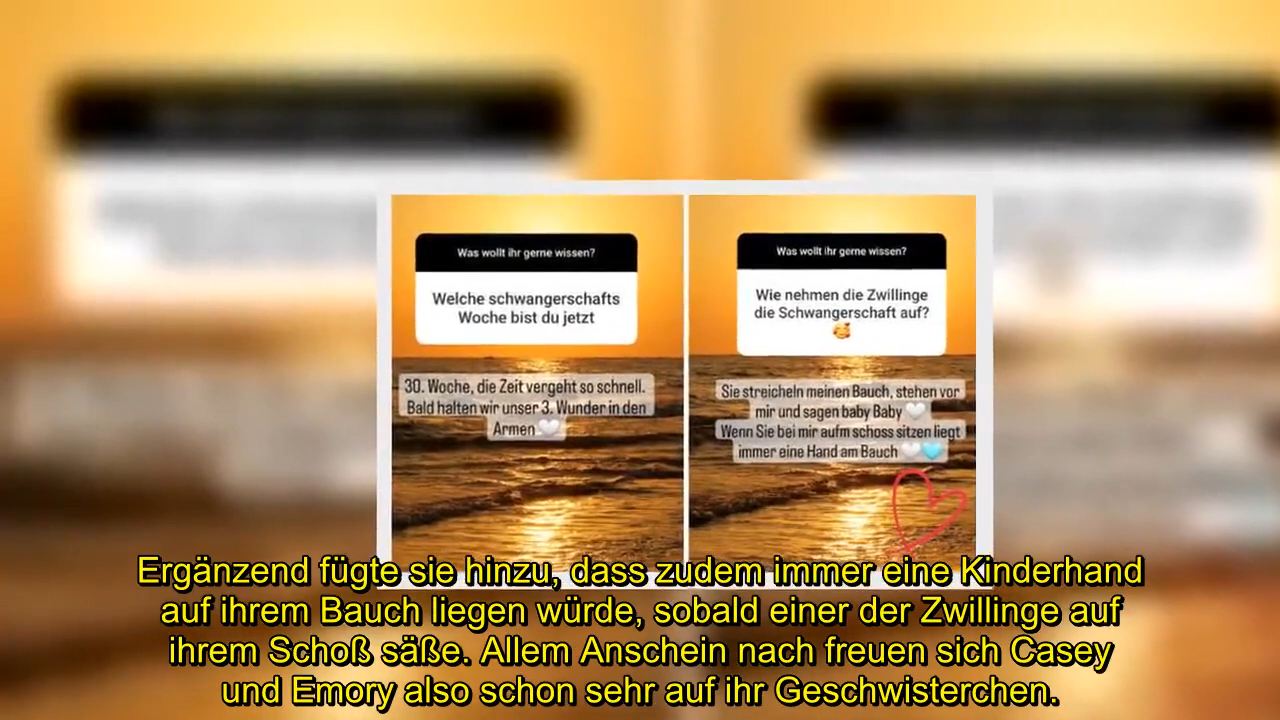 Was wollt ihr gerne wissen?
Welche schwangerschafts
Woche bist du jetzt
30. Woche, die Zeit vergeht so schnell.
Bald halten wir unser 3. Wunder in den
Armen 🤍
Was wollt ihr gerne wissen?
Wie nehmen die Zwillinge
die Schwangerschaft auf?
🥰
Sie streicheln meinen Bauch, stehen vor
mir und sagen baby Baby 🤍
Wenn Sie bei mir aufm schoss sitzen liegt
immer eine Hand am Bauch 🤍🩵
Ergänzend fügte sie hinzu, dass zudem immer eine Kinderhand
auf ihrem Bauch liegen würde, sobald einer der Zwillinge auf
ihrem Schoß säße. Allem Anschein nach freuen sich Casey
und Emory also schon sehr auf ihr Geschwisterchen.